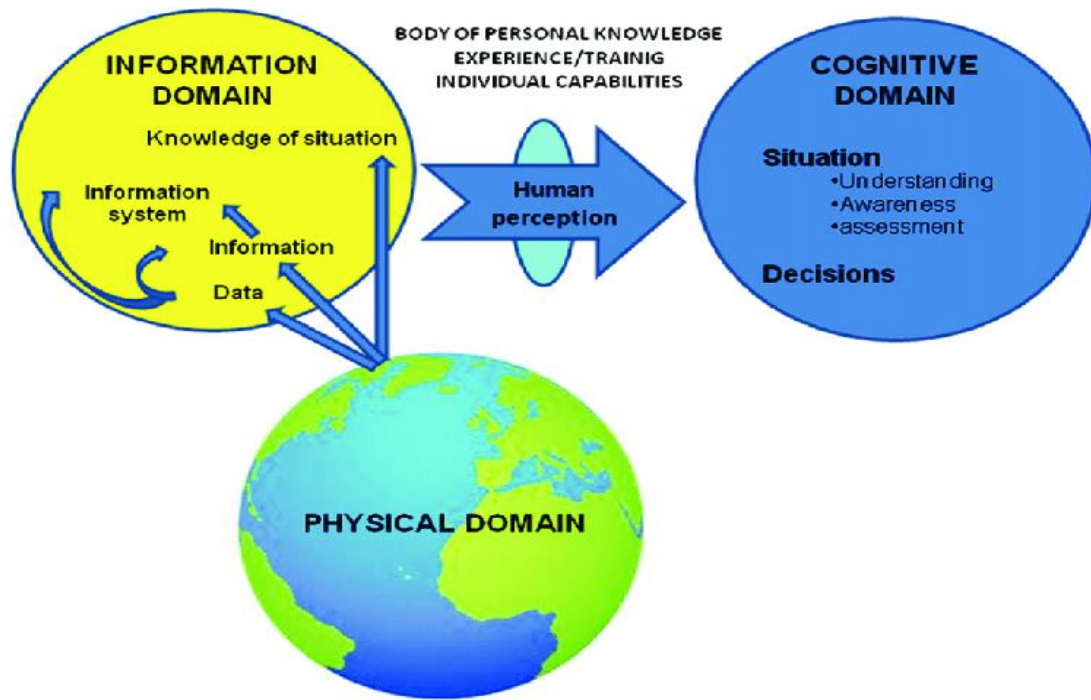 INFORMATION
DOMAIN
Knowledge of situation
Information
system
Information
Data
BODY OF PERSONAL KNOWLEDGE
EXPERIENCE/TRAINIG
INDIVIDUAL CAPABILITIES
Human
perception
COGNITIVE
DOMAIN
Situation
•Understanding
•Awareness
•assessment
Decisions
PHYSICAL DOMAIN